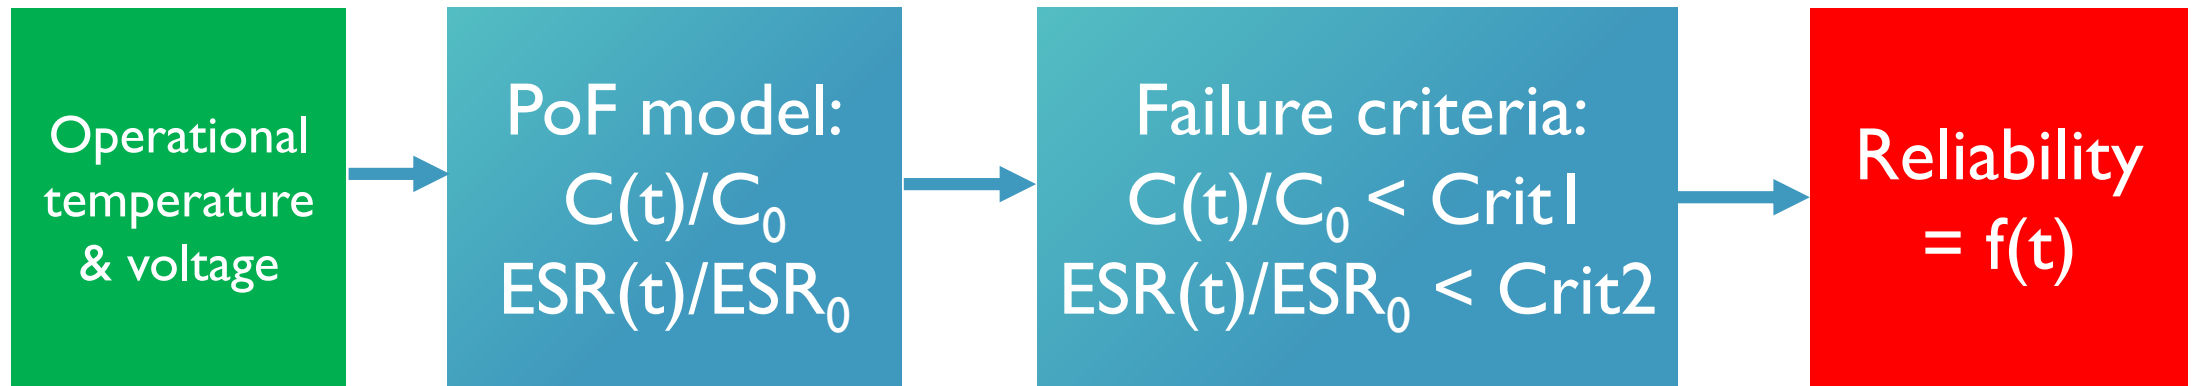 Operational
temperature
& voltage
PoF model:
C(t)/C₀
ESR(t)/ESR₀
Failure criteria:
C(t)/C₀ < Crit1
ESR(t)/ESR₀ < Crit2
Reliability
= f(t)